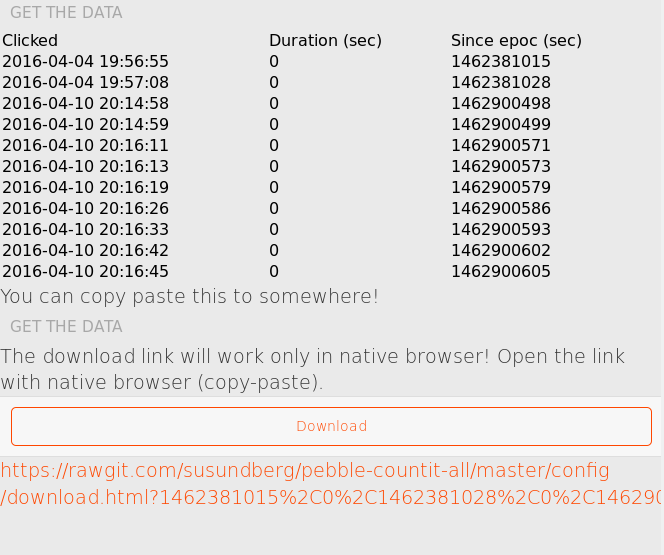 GET THE DATA
Clicked Duration (sec) Since epoc (sec)
2016-04-04 19:56:55 0 1462381015
2016-04-04 19:57:08 0 1462381028
2016-04-10 20:14:58 0 1462900498
2016-04-10 20:14:59 0 1462900499
2016-04-10 20:16:11 0 1462900571
2016-04-10 20:16:13 0 1462900573
2016-04-10 20:16:19 0 1462900579
2016-04-10 20:16:26 0 1462900586
2016-04-10 20:16:33 0 1462900593
2016-04-10 20:16:42 0 1462900602
2016-04-10 20:16:45 0 1462900605
You can copy paste this to somewhere!
GET THE DATA
The download link will work only in native browser! Open the link
with native browser (copy-paste).
Download
https://rawgit.com/susundberg/pebble-countit-all/master/config
/download.html?1462381015%2C0%2C1462381028%2C0%2C146290